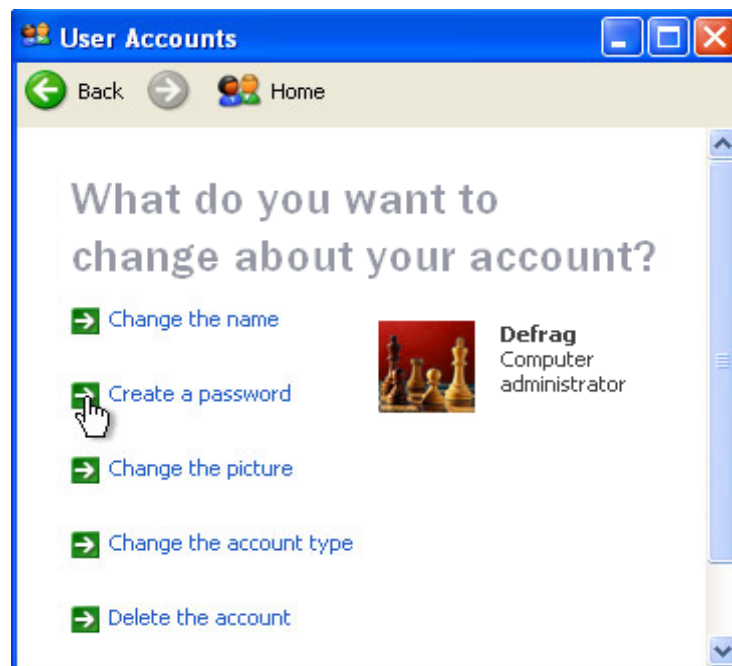 User Accounts
Back Home
What do you want to
change about your account?
Change the name
Defrag
Computer
administrator
Create a password
Change the picture
Change the account type
Delete the account